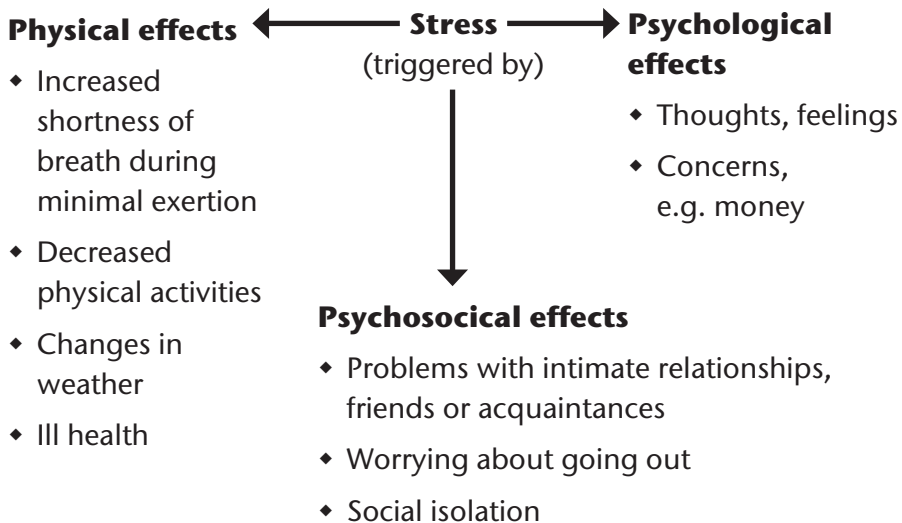 Physical effects
◆ Increased
shortness of
breath during
minimal exertion
◆ Decreased
physical activities
◆ Changes in
weather
◆ Ill health
Stress
(triggered by)
Psychological
effects
◆ Thoughts, feelings
◆ Concerns,
e.g. money
Psychosocical effects
◆ Problems with intimate relationships,
friends or acquaintances
◆ Worrying about going out
◆ Social isolation